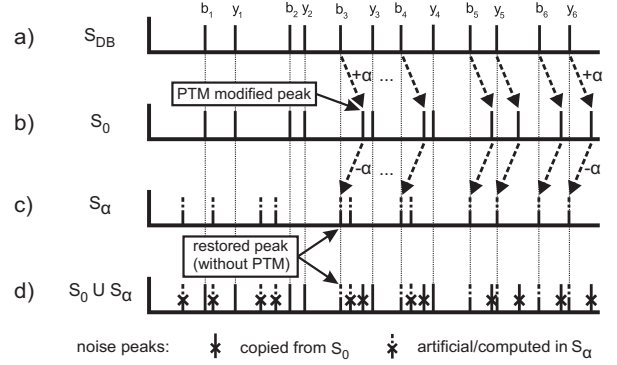 b1 y1 b2 y2 b3 y3 b4 y4 b5 y5 b6 y6
a) SDB
+α ... +α
PTM modified peak
b) S0
-α ... -α
c) Sα
restored peak
(without PTM)
d) S0 U Sα
noise peaks: copied from S0 artificial/computed in Sα